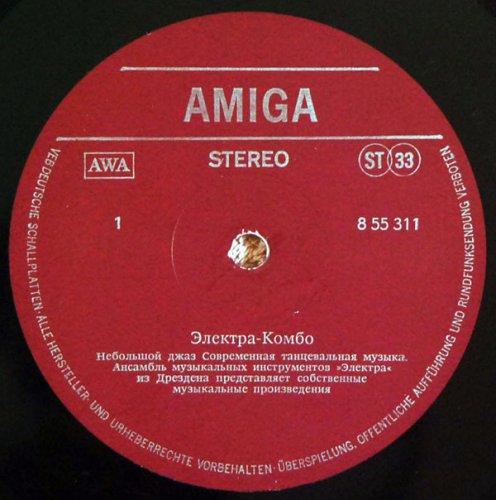 AMIGA
AWA
STEREO
ST 33
1
8 55 311
Электра-Комбо
Небольшой джаз Современная танцевальная музыка.
Ансамбль музыкальных инструментов »Электра«
из Дрездена представляет собственные
музыкальные произведения
VEB DEUTSCHE SCHALLPLATTEN · ALLE HERSTELLER- UND URHEBERRECHTE VORBEHALTEN · ÜBERSPIELUNG, ÖFFENTLICHE AUFFÜHRUNG UND RUNDFUNKSENDUNG VERBOTEN